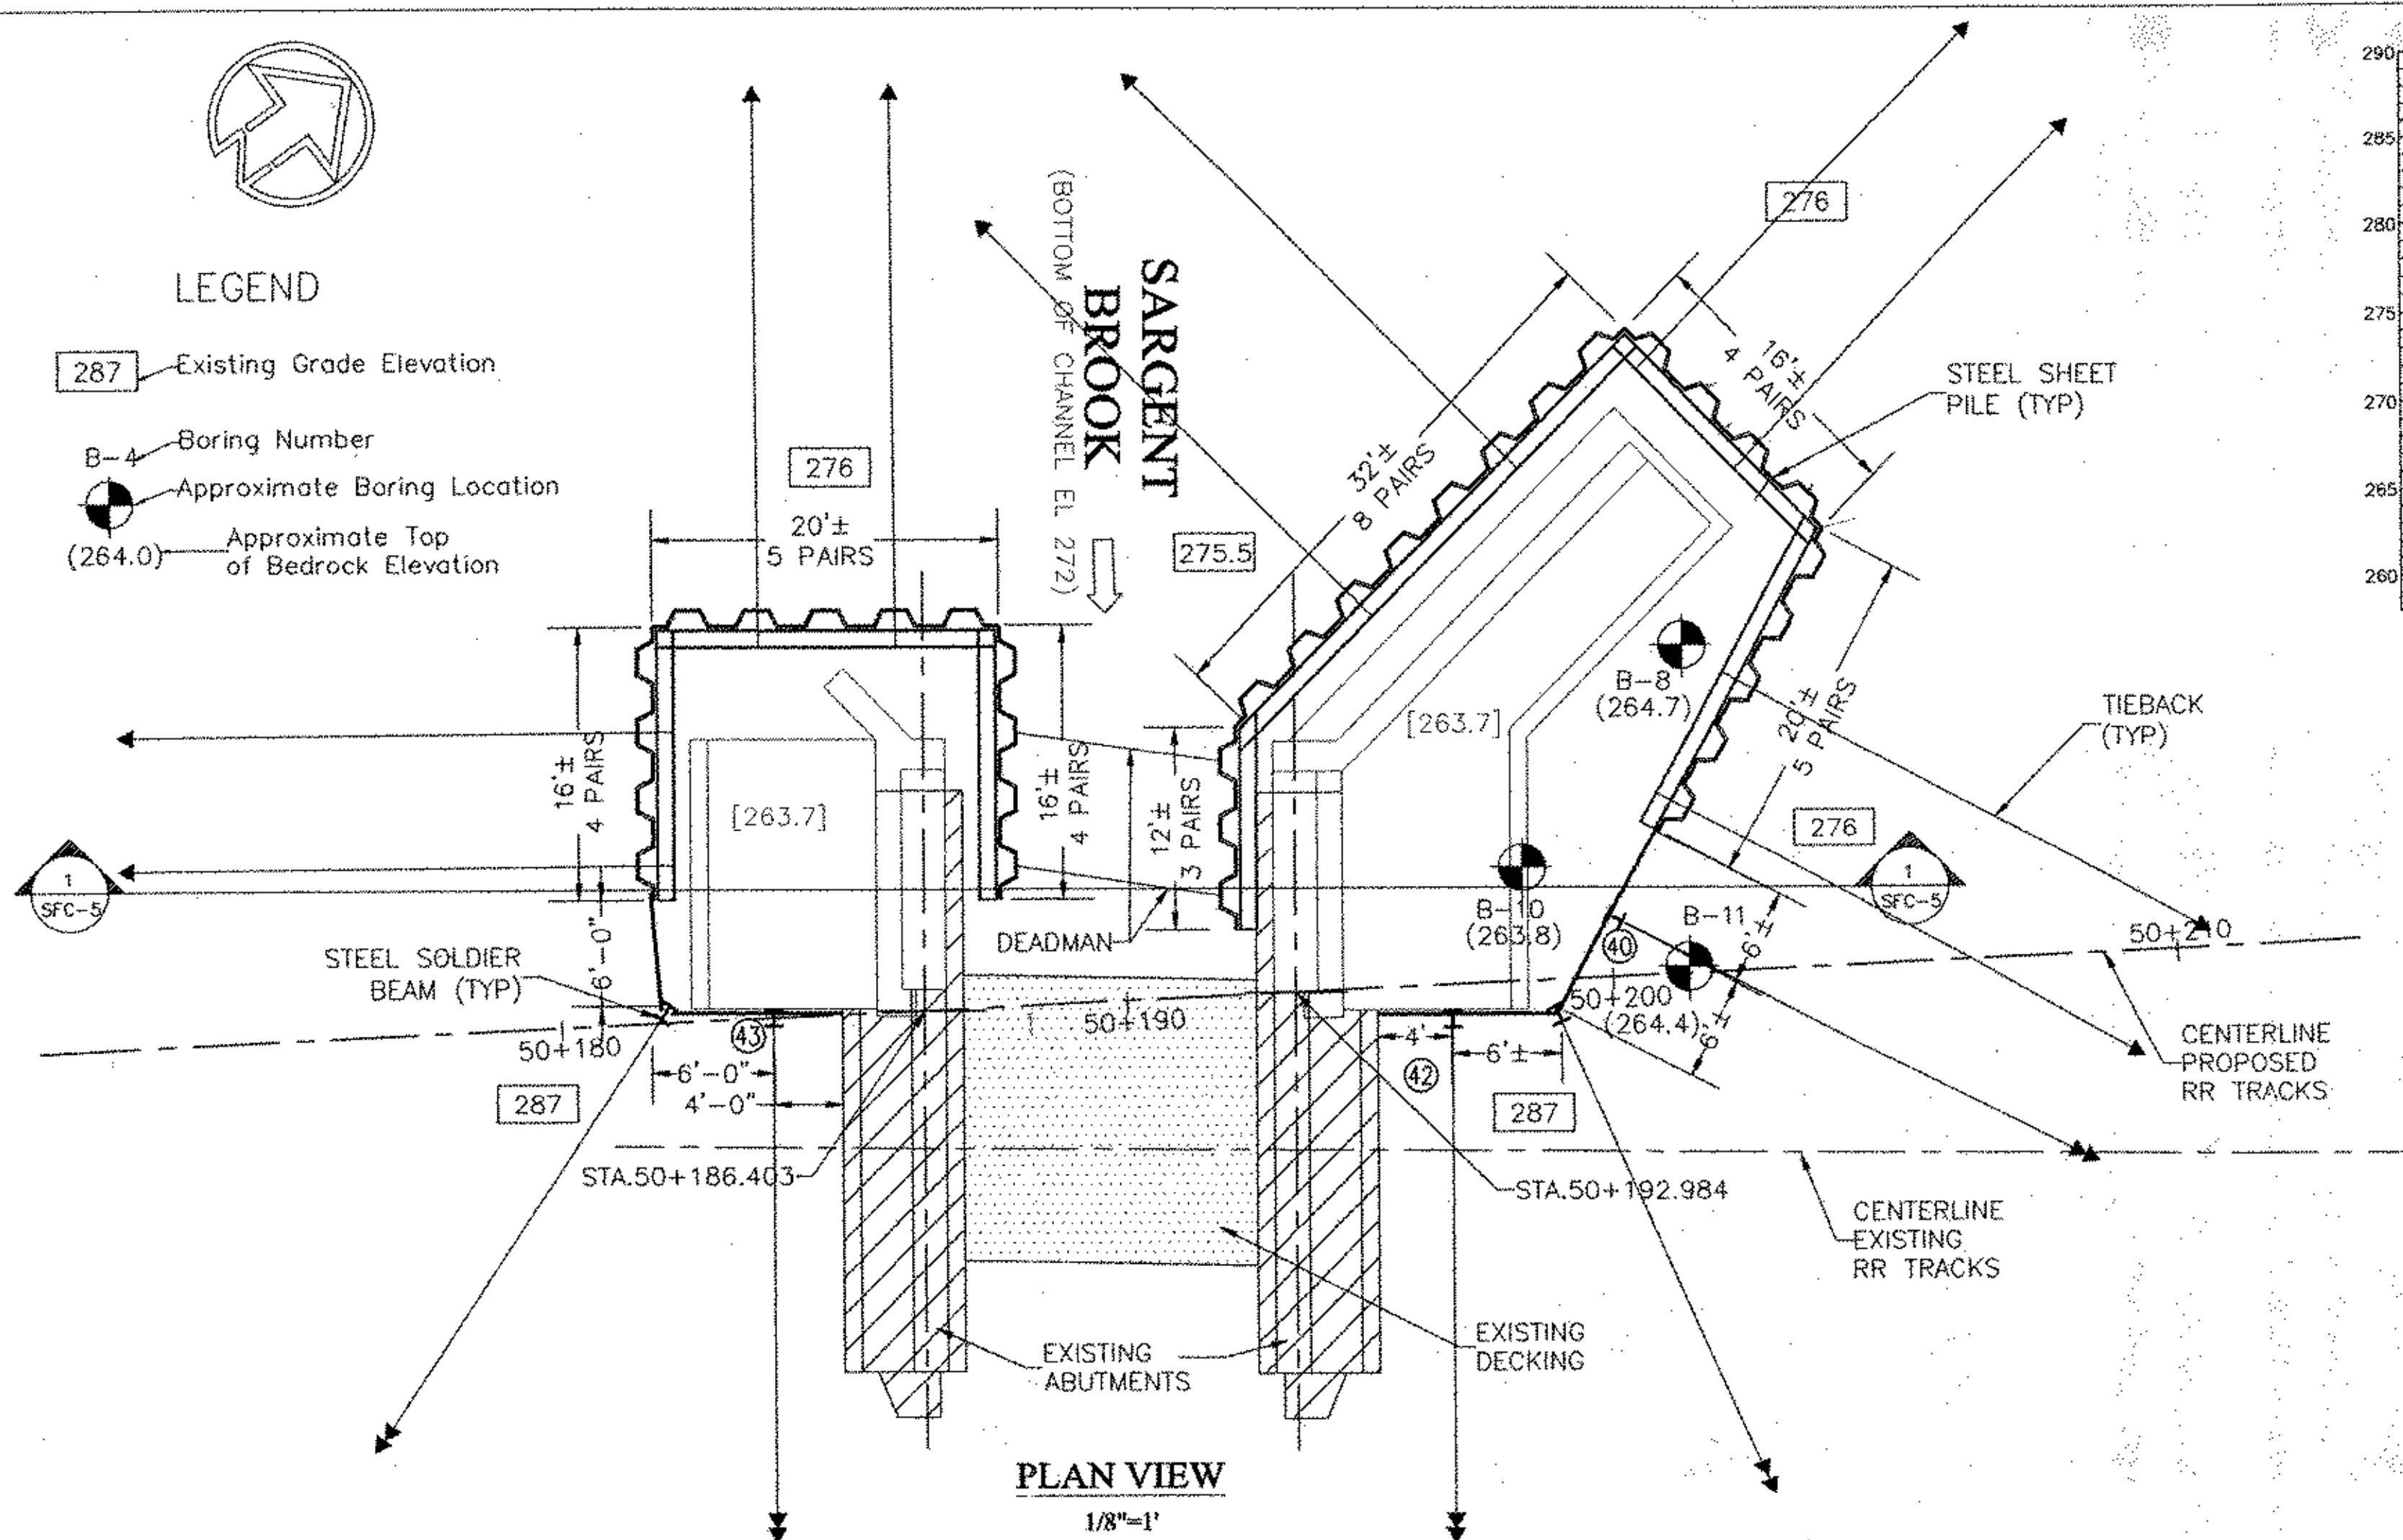 LEGEND
287
Existing Grade Elevation
B-4
Boring Number
Approximate Boring Location
(264.0)
Approximate Top
of Bedrock Elevation
276
20'±
5 PAIRS
SARGENT
BROOK
(BOTTOM OF CHANNEL EL 272)
275.5
276
32'±
8 PAIRS
16'±
4 PAIRS
STEEL SHEET
PILE (TYP)
290
285
280
275
270
265
260
16'±
4 PAIRS
[263.7]
16'±
4 PAIRS
12'±
3 PAIRS
[263.7]
B-8
(264.7)
20'±
5 PAIRS
TIEBACK
(TYP)
276
1
SFC-5
1
SFC-5
6'-0"
STEEL SOLDIER
BEAM (TYP)
DEADMAN
B-10
(263.8)
B-11
(264.4)
40
6'±
6'±
50+180
50+190
50+200
50+210
43
6'-0"
4'-0"
287
4'
42
6'±
287
CENTERLINE
PROPOSED
RR TRACKS
STA.50+186.403
STA.50+192.984
CENTERLINE
EXISTING
RR TRACKS
EXISTING
ABUTMENTS
EXISTING
DECKING
PLAN VIEW
1/8"=1'